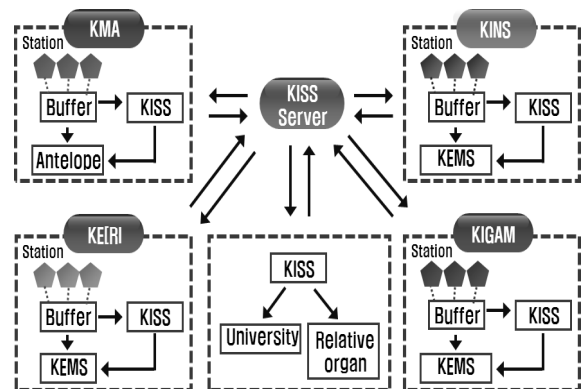 KMA
Station
Buffer
KISS
Antelope
KISS
Server
KINS
Station
Buffer
KISS
KEMS
KE[RI
Station
Buffer
KISS
KEMS
KISS
University
Relative
organ
KIGAM
Station
Buffer
KISS
KEMS